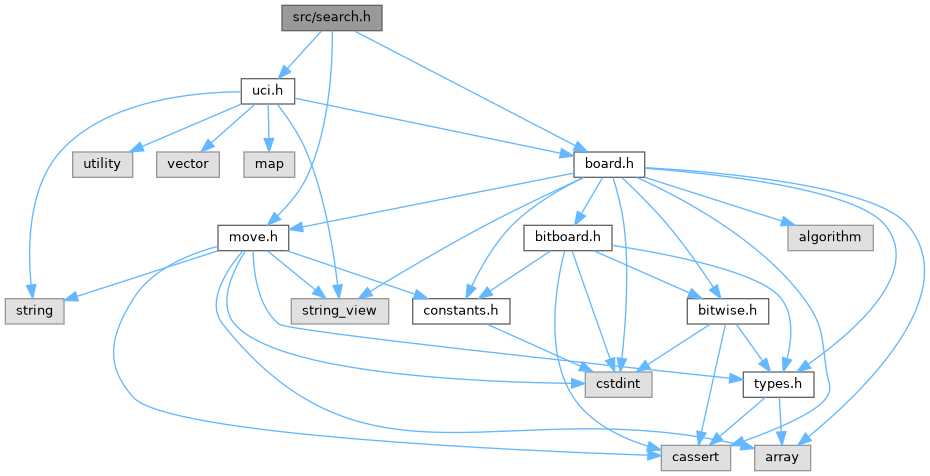 src/search.h
uci.h
utility
vector
map
board.h
move.h
bitboard.h
algorithm
string
string_view
constants.h
bitwise.h
cstdint
types.h
cassert
array